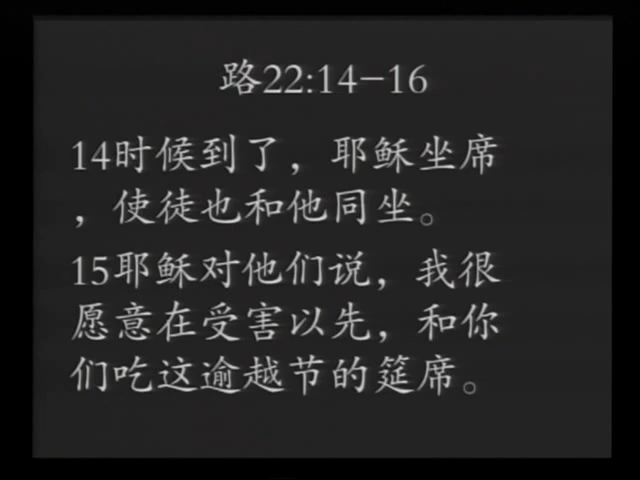 路22:14-16
14时候到了，耶稣坐席
，使徒也和他同坐。
15耶稣对他们说，我很
愿意在受害以先，和你
们吃这逾越节的筵席。